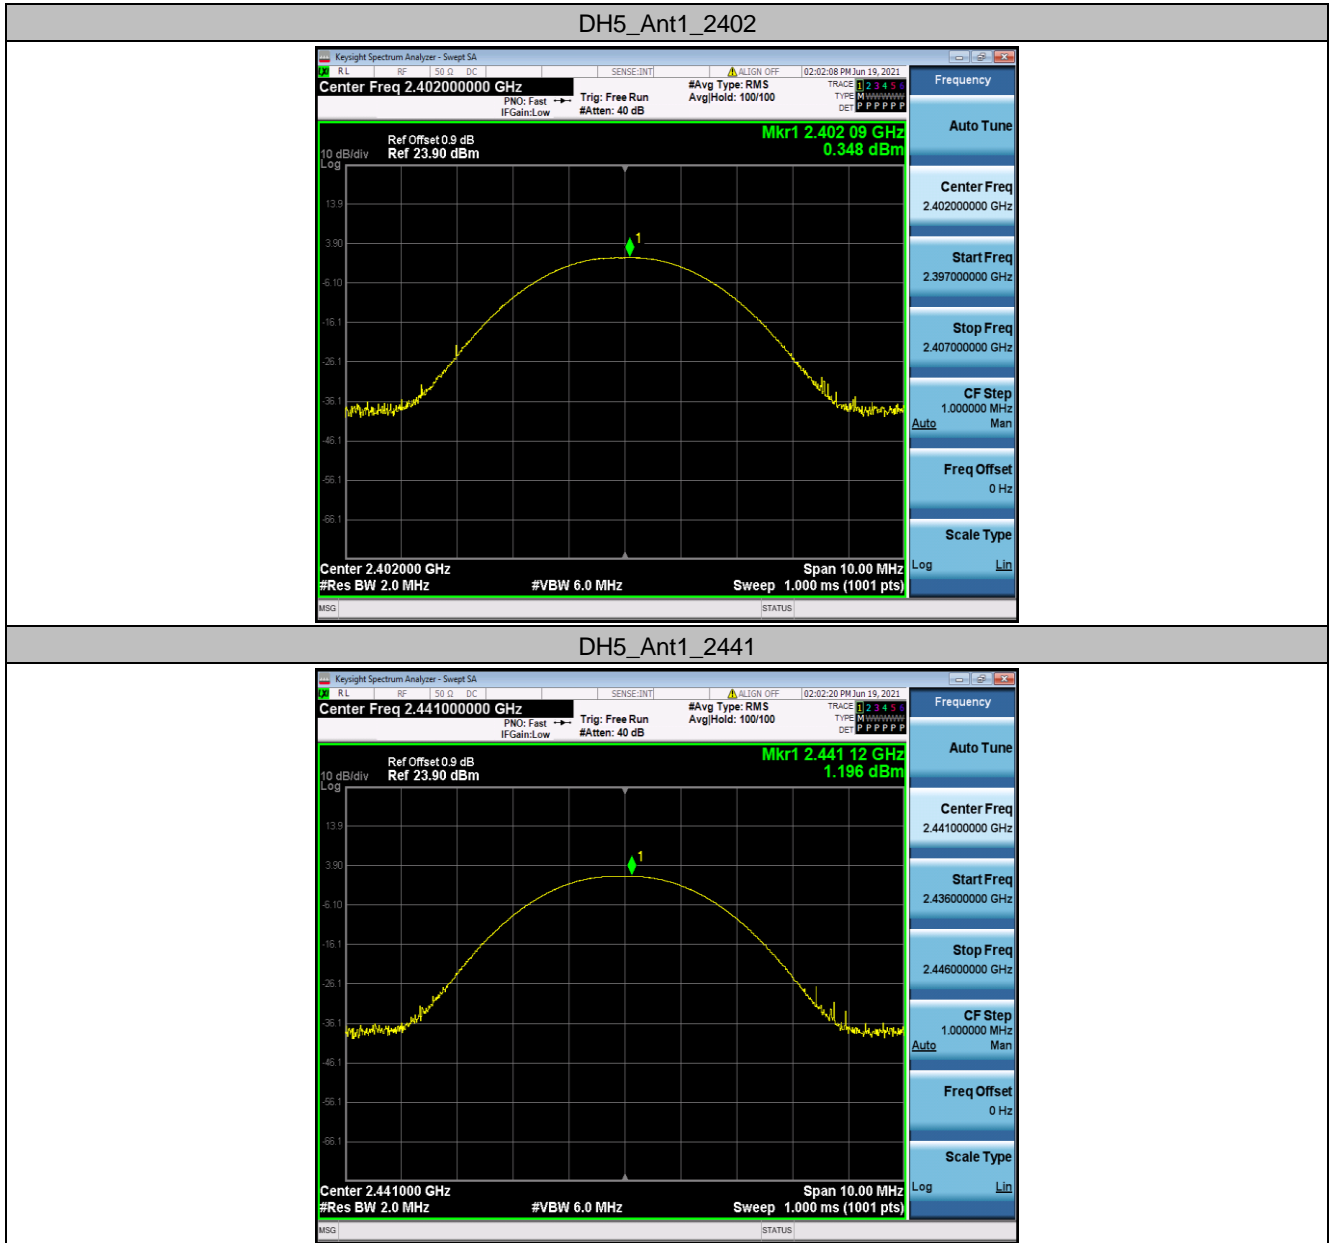 DH5_Ant1_2402
Keysight Spectrum Analyzer - Swept SA
RL RF 50 Ω DC SENSE:INT ALIGN OFF 02:02:08 PM Jun 19, 2021
Center Freq 2.402000000 GHz
PNO: Fast
IFGain:Low
Trig: Free Run
#Atten: 40 dB
#Avg Type: RMS
Avg|Hold: 100/100
TRACE 1 2 3 4 5 6
TYPE M W W W W W
DET P P P P P P
Ref Offset 0.9 dB
10 dB/div Ref 23.90 dBm
Log
Mkr1 2.402 09 GHz
0.348 dBm
13.9
3.90
-6.10
-16.1
-26.1
-36.1
-46.1
-56.1
-66.1
1
Center 2.402000 GHz Span 10.00 MHz
#Res BW 2.0 MHz #VBW 6.0 MHz Sweep 1.000 ms (1001 pts)
MSG STATUS
Frequency
Auto Tune
Center Freq
2.402000000 GHz
Start Freq
2.397000000 GHz
Stop Freq
2.407000000 GHz
CF Step
1.000000 MHz
Auto Man
Freq Offset
0 Hz
Scale Type
Log Lin
DH5_Ant1_2441
Keysight Spectrum Analyzer - Swept SA
RL RF 50 Ω DC SENSE:INT ALIGN OFF 02:02:20 PM Jun 19, 2021
Center Freq 2.441000000 GHz
PNO: Fast
IFGain:Low
Trig: Free Run
#Atten: 40 dB
#Avg Type: RMS
Avg|Hold: 100/100
TRACE 1 2 3 4 5 6
TYPE M W W W W W
DET P P P P P P
Ref Offset 0.9 dB
10 dB/div Ref 23.90 dBm
Log
Mkr1 2.441 12 GHz
1.196 dBm
13.9
3.90
-6.10
-16.1
-26.1
-36.1
-46.1
-56.1
-66.1
1
Center 2.441000 GHz Span 10.00 MHz
#Res BW 2.0 MHz #VBW 6.0 MHz Sweep 1.000 ms (1001 pts)
MSG STATUS
Frequency
Auto Tune
Center Freq
2.441000000 GHz
Start Freq
2.436000000 GHz
Stop Freq
2.446000000 GHz
CF Step
1.000000 MHz
Auto Man
Freq Offset
0 Hz
Scale Type
Log Lin